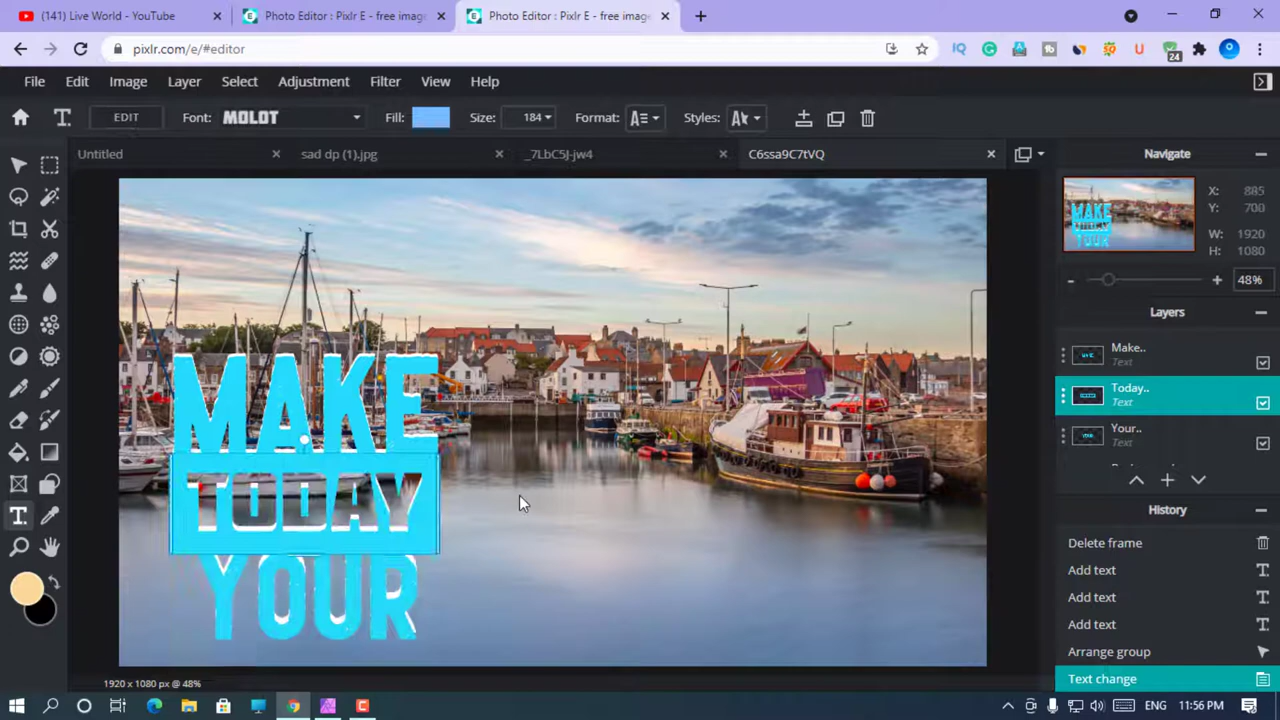 (141) Live World - YouTube
Photo Editor : Pixlr E - free image
Photo Editor : Pixlr E - free image
pixlr.com/e/#editor
24
File Edit Image Layer Select Adjustment Filter View Help
T EDIT Font: MOLOT Fill: Size: 184 Format: Styles:
Untitled
sad dp (1).jpg
_7LbC5J-jw4
C6ssa9C7tVQ
Navigate
X: 885
Y: 700
W: 1920
H: 1080
48%
Layers
Make..
Text
Today..
Text
Your..
Text
MAKE
TODAY
YOUR
History
Delete frame
Add text
Add text
Add text
Arrange group
Text change
1920 x 1080 px @ 48%
ENG 11:56 PM